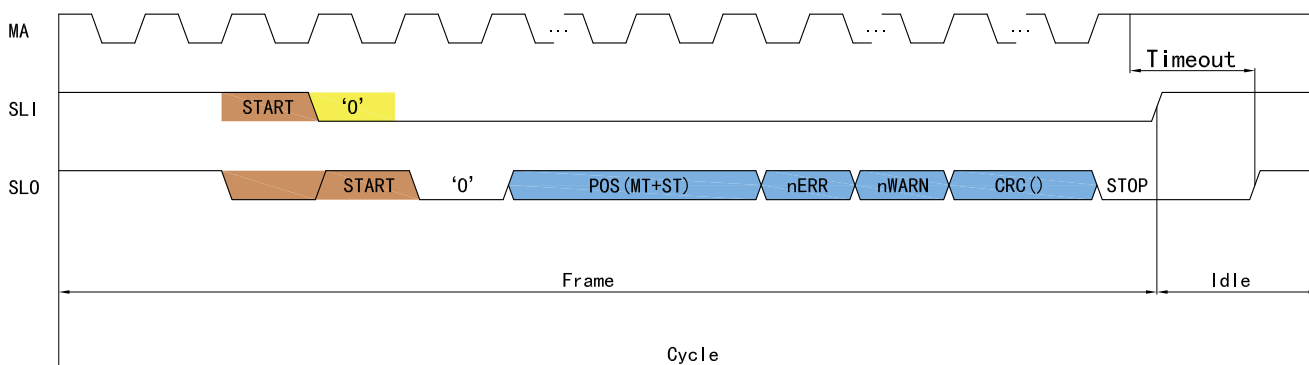 MA ... ... ...
Timeout
SLI START ‘0’
SLO START ‘0’ POS(MT+ST) nERR nWARN CRC() STOP
Frame Idle
Cycle